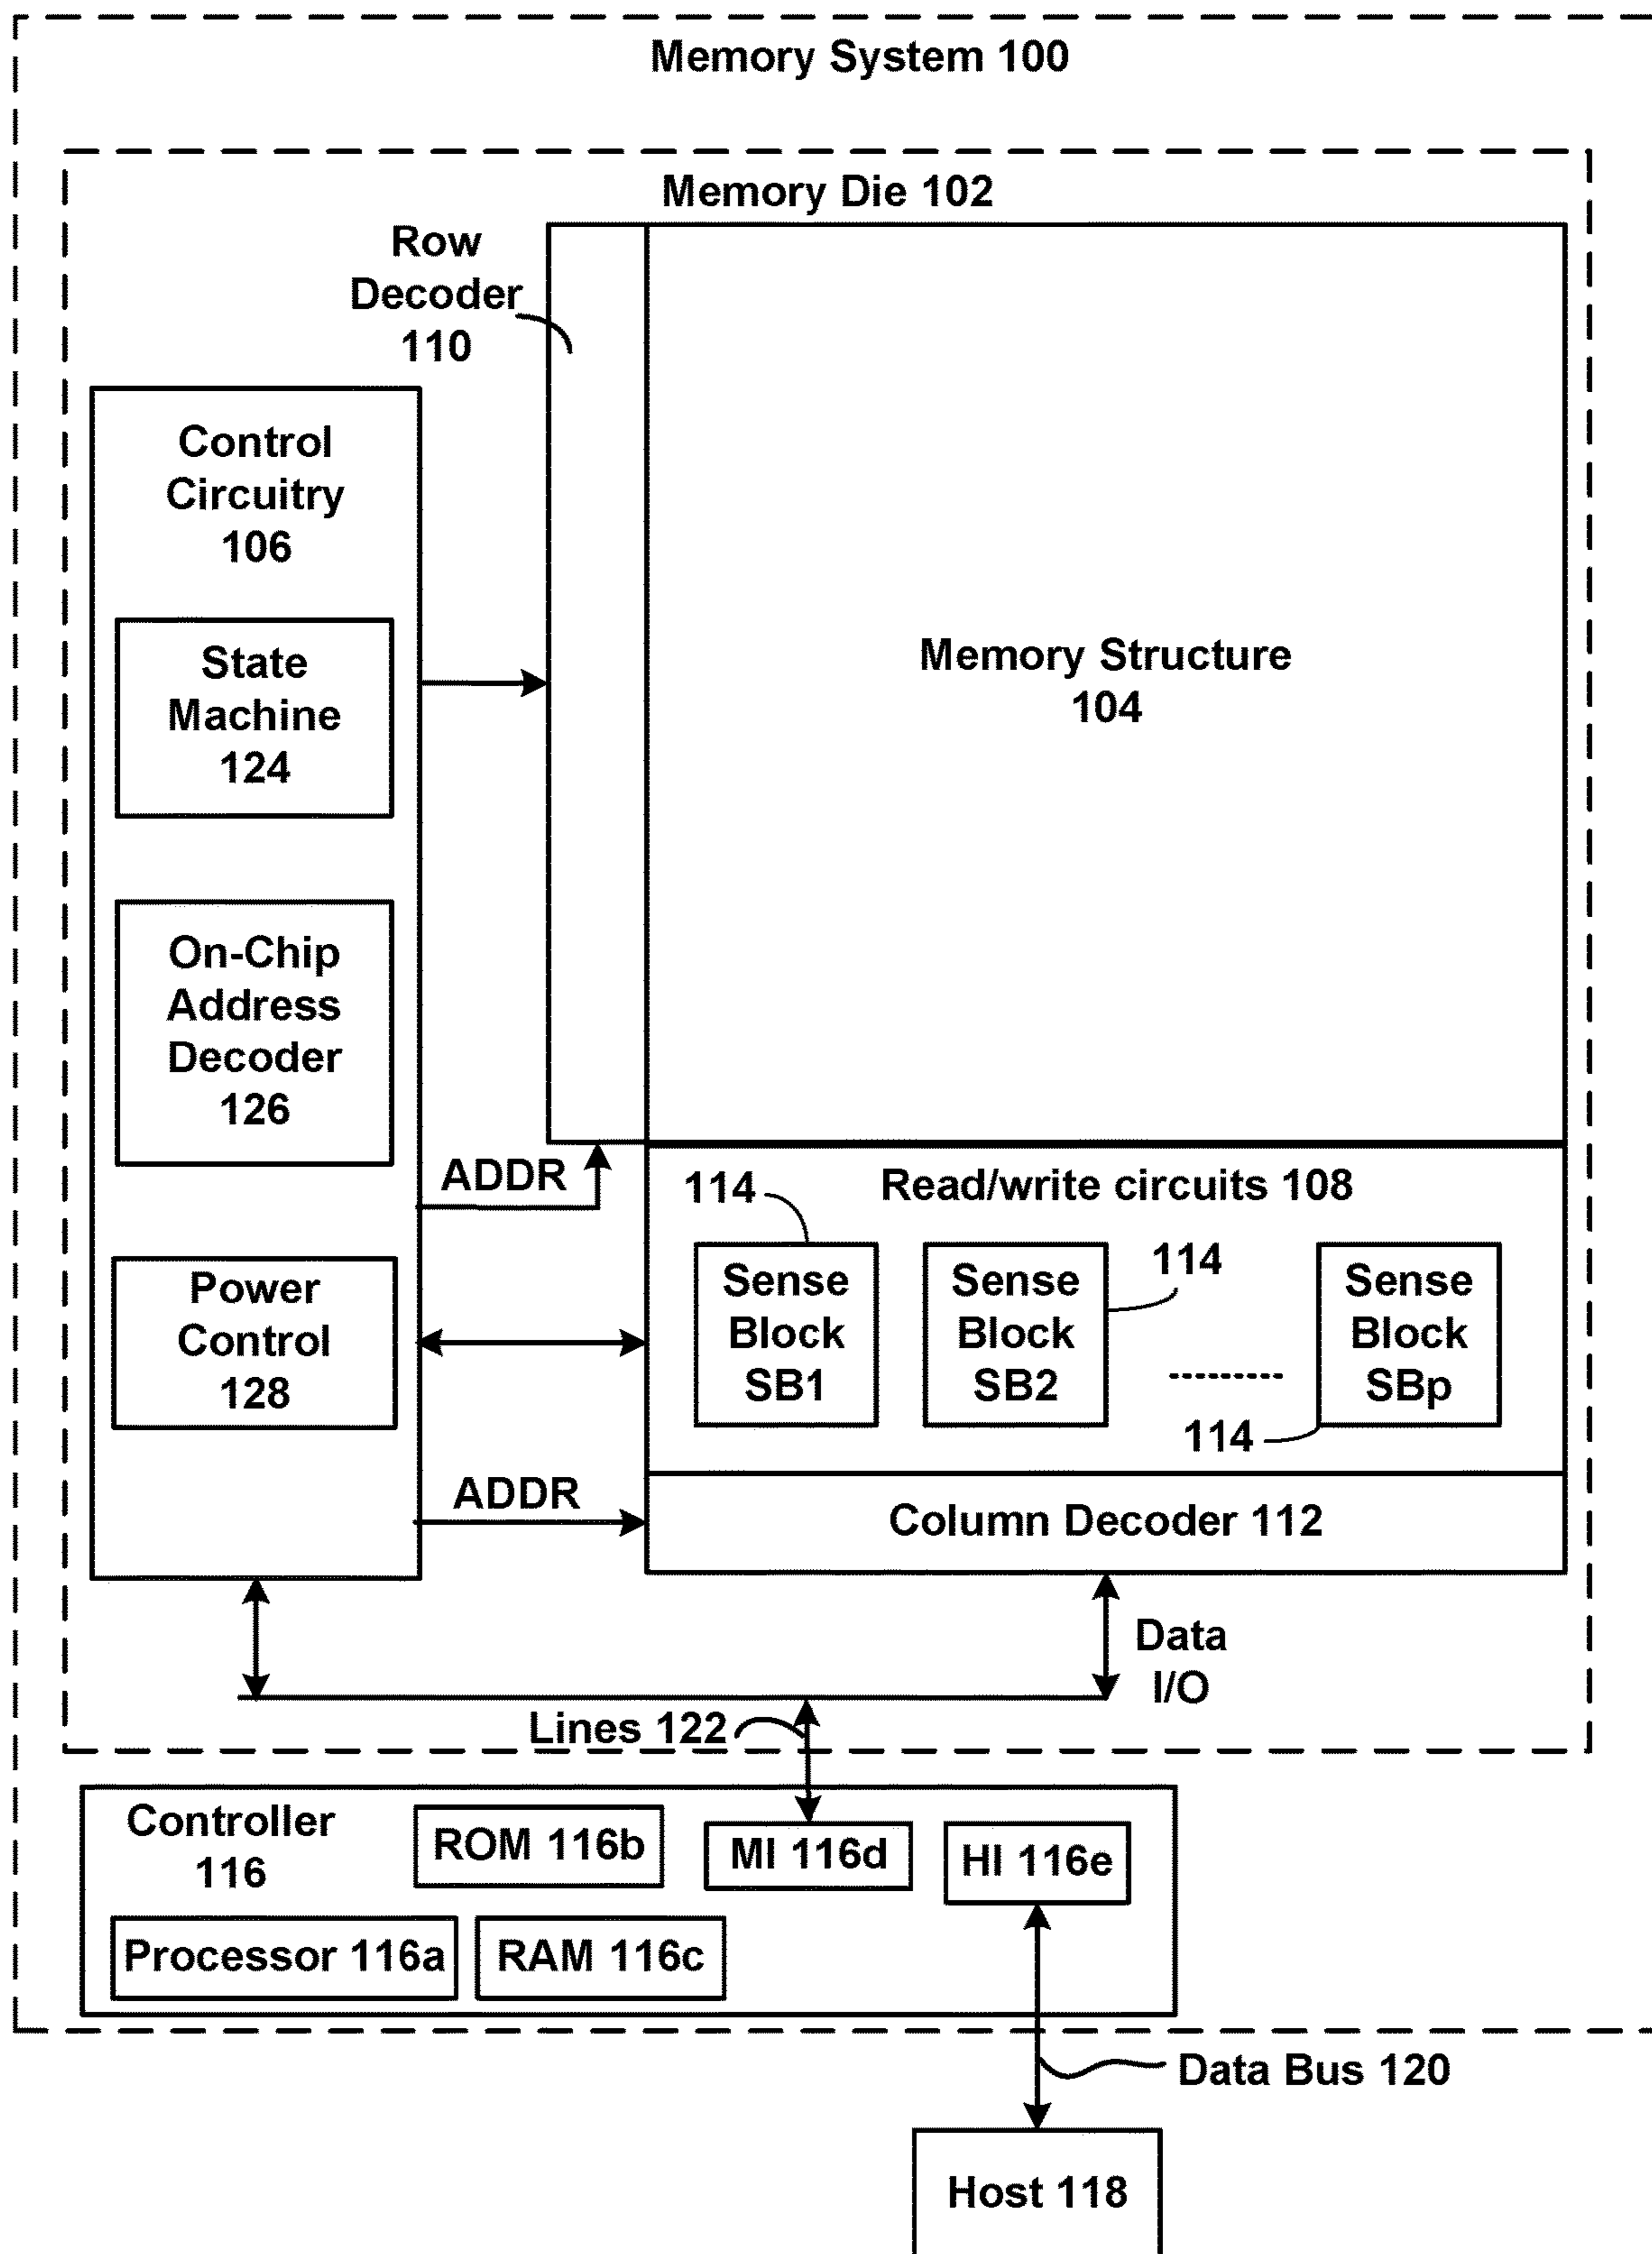 Memory System 100
Memory Die 102
Row
Decoder
110
Control
Circuitry
106
State
Machine
124
On-Chip
Address
Decoder
126
Power
Control
128
Memory Structure
104
ADDR
Read/write circuits 108
114
Sense
Block
SB1
Sense
Block
SB2
114
Sense
Block
SBp
114
ADDR
Column Decoder 112
Data
I/O
Lines 122
Controller
116
ROM 116b
MI 116d
HI 116e
Processor 116a
RAM 116c
Data Bus 120
Host 118